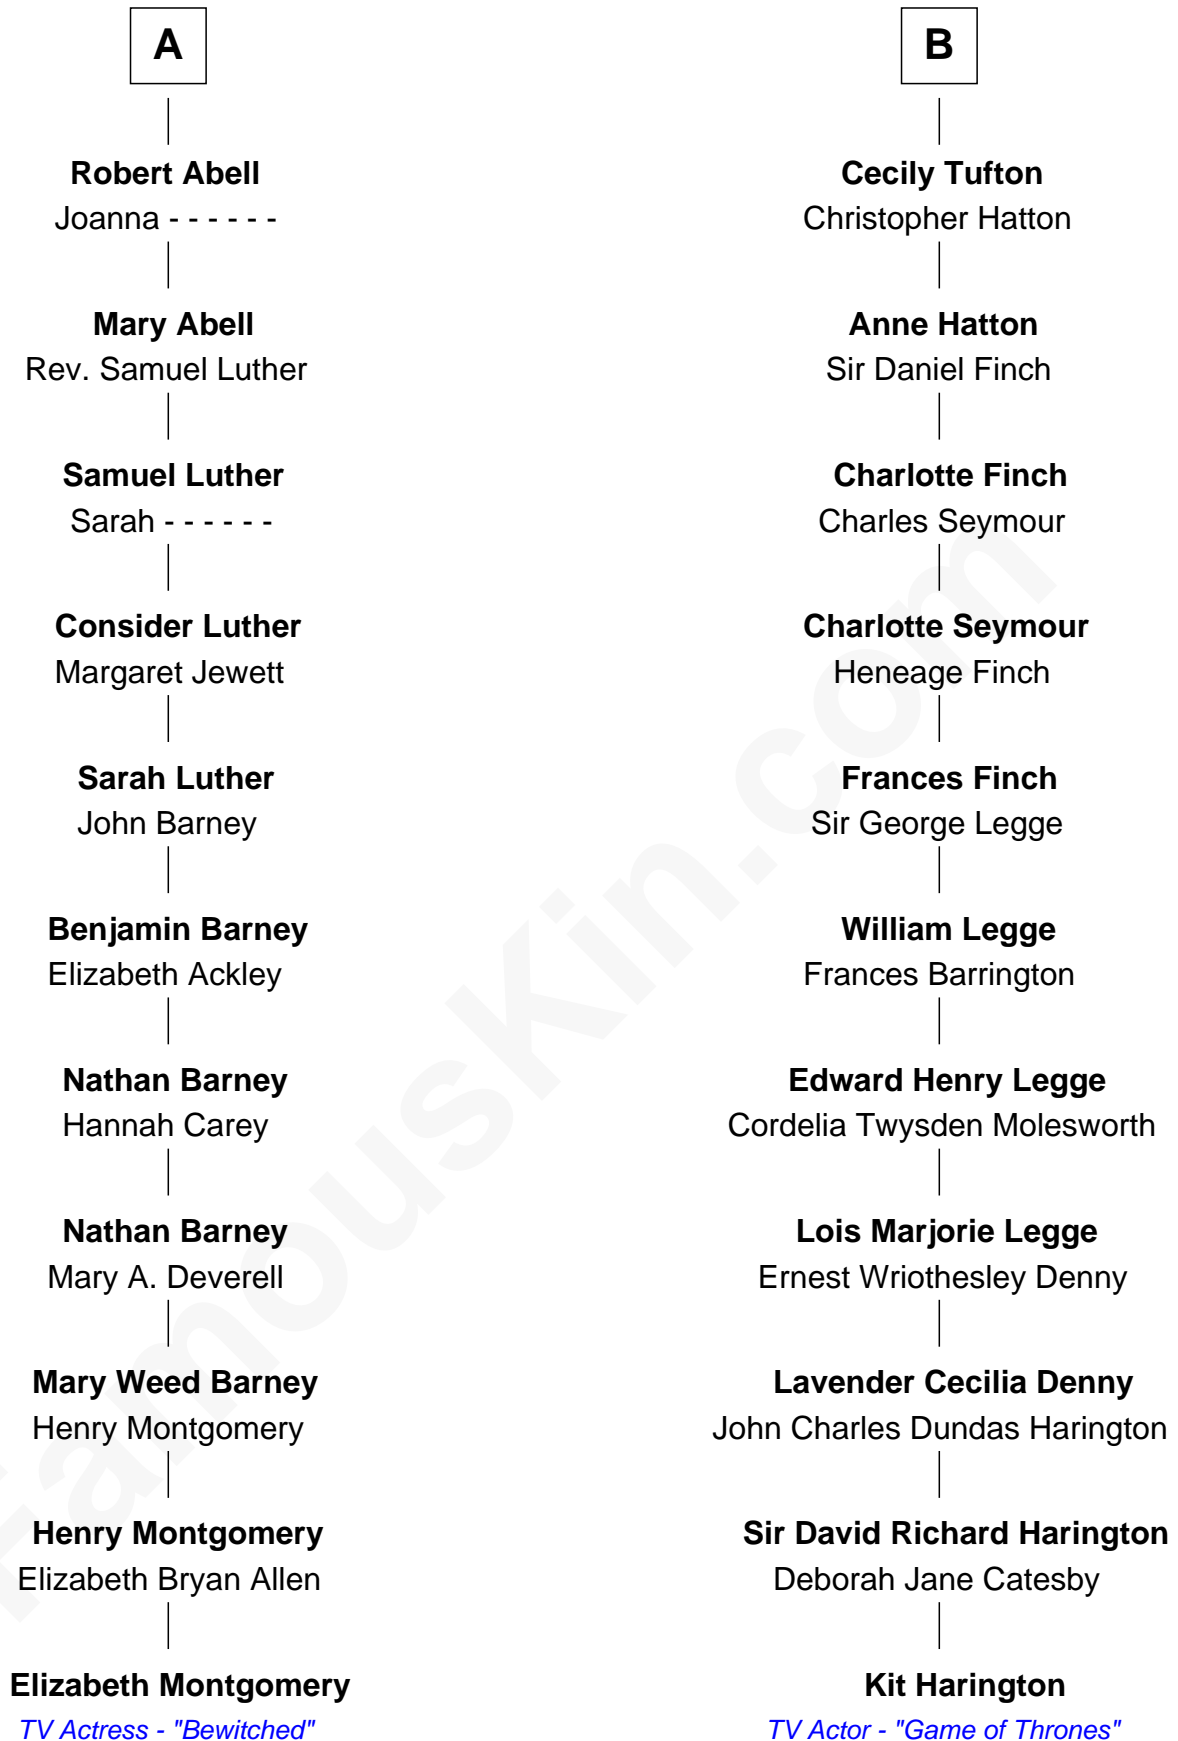 A
Robert Abell
Joanna - - - - - -
Mary Abell
Rev. Samuel Luther
Samuel Luther
Sarah - - - - - -
Consider Luther
Margaret Jewett
Sarah Luther
John Barney
Benjamin Barney
Elizabeth Ackley
Nathan Barney
Hannah Carey
Nathan Barney
Mary A. Deverell
Mary Weed Barney
Henry Montgomery
Henry Montgomery
Elizabeth Bryan Allen
Elizabeth Montgomery
TV Actress - "Bewitched"
B
Cecily Tufton
Christopher Hatton
Anne Hatton
Sir Daniel Finch
Charlotte Finch
Charles Seymour
Charlotte Seymour
Heneage Finch
Frances Finch
Sir George Legge
William Legge
Frances Barrington
Edward Henry Legge
Cordelia Twysden Molesworth
Lois Marjorie Legge
Ernest Wriothesley Denny
Lavender Cecilia Denny
John Charles Dundas Harington
Sir David Richard Harington
Deborah Jane Catesby
Kit Harington
TV Actor - "Game of Thrones"
FamousKin.com